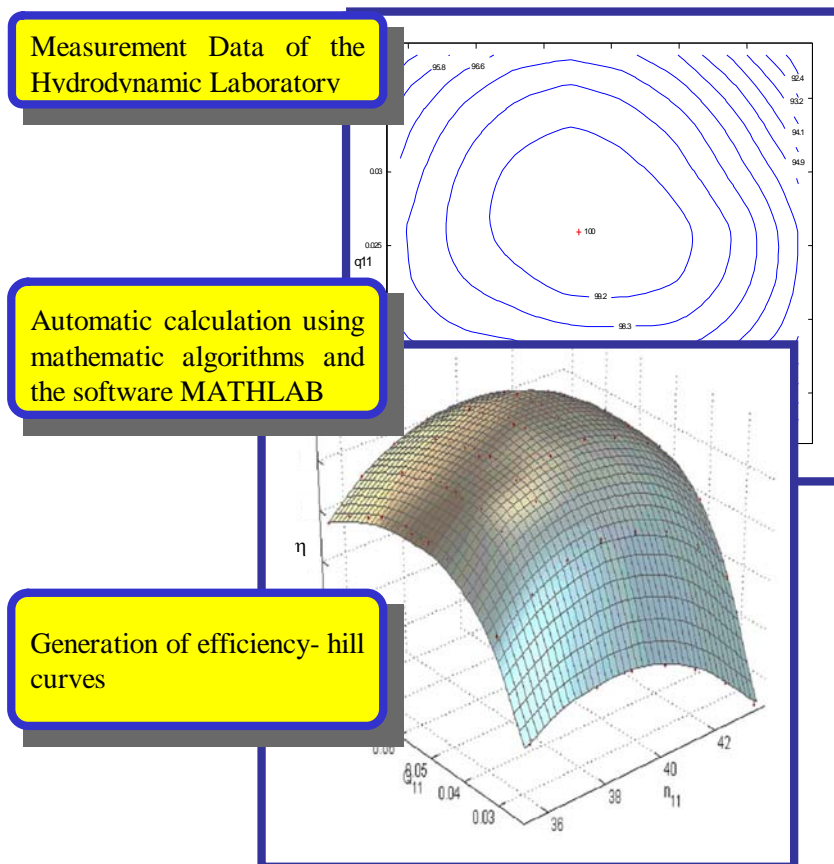 Measurement Data of the
Hydrodynamic Laboratory
95.8
96.6
92.4
93.2
94.1
94.9
0.03
100
0.025
q11
99.2
98.3
Automatic calculation using
mathematic algorithms and
the software MATHLAB
η
Generation of efficiency- hill
curves
0.06
0.05
Q11
0.04
0.03
42
40
n11
38
36